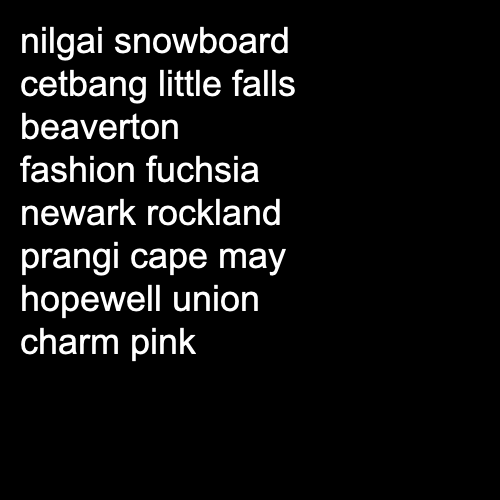 nilgai snowboard
cetbang little falls
beaverton
fashion fuchsia
newark rockland
prangi cape may
hopewell union
charm pink